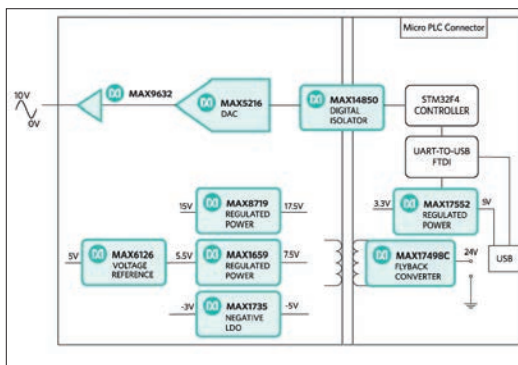 Micro PLC Connector
10V
0V
MAX9632
MAX5216
DAC
MAX14850
DIGITAL
ISOLATOR
STM32F4
CONTROLLER
UART-TO-USB
FTDI
15V
MAX8719
REGULATED
POWER
17.5V
3.3V
MAX17552
REGULATED
POWER
5V
5V
MAX6126
VOLTAGE
REFERENCE
5.5V
MAX1659
REGULATED
POWER
7.5V
MAX17498C
FLYBACK
CONVERTER
24V
USB
-3V
MAX1735
NEGATIVE
LDO
-5V